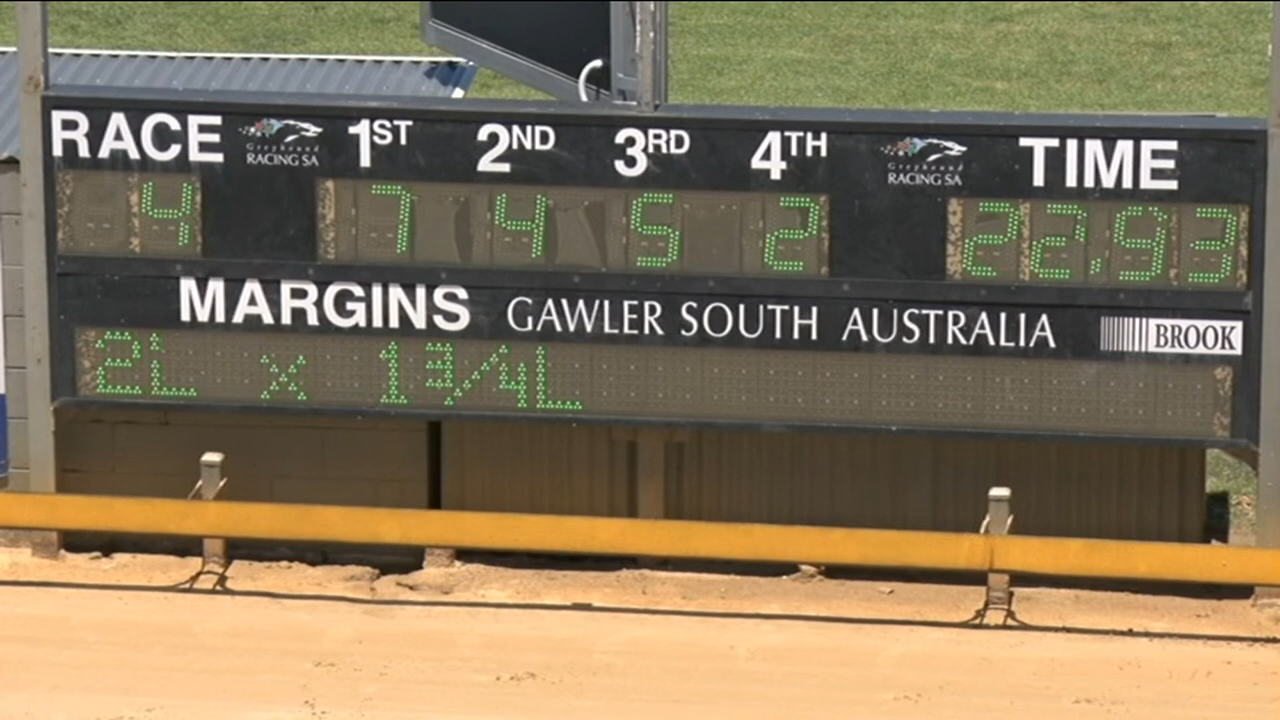 RACE Greyhound RACING SA 1ST 2ND 3RD 4TH Greyhound RACING SA TIME
4 7 4 5 2 22.93
MARGINS GAWLER SOUTH AUSTRALIA BROOK
2L x 1 3/4L